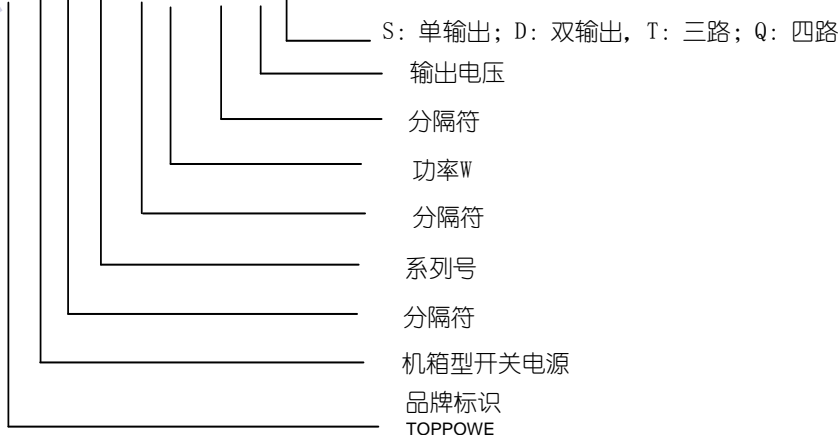 S: 单输出; D: 双输出, T: 三路; Q: 四路
输出电压
分隔符
功率W
分隔符
系列号
分隔符
机箱型开关电源
品牌标识
TOPPOWE